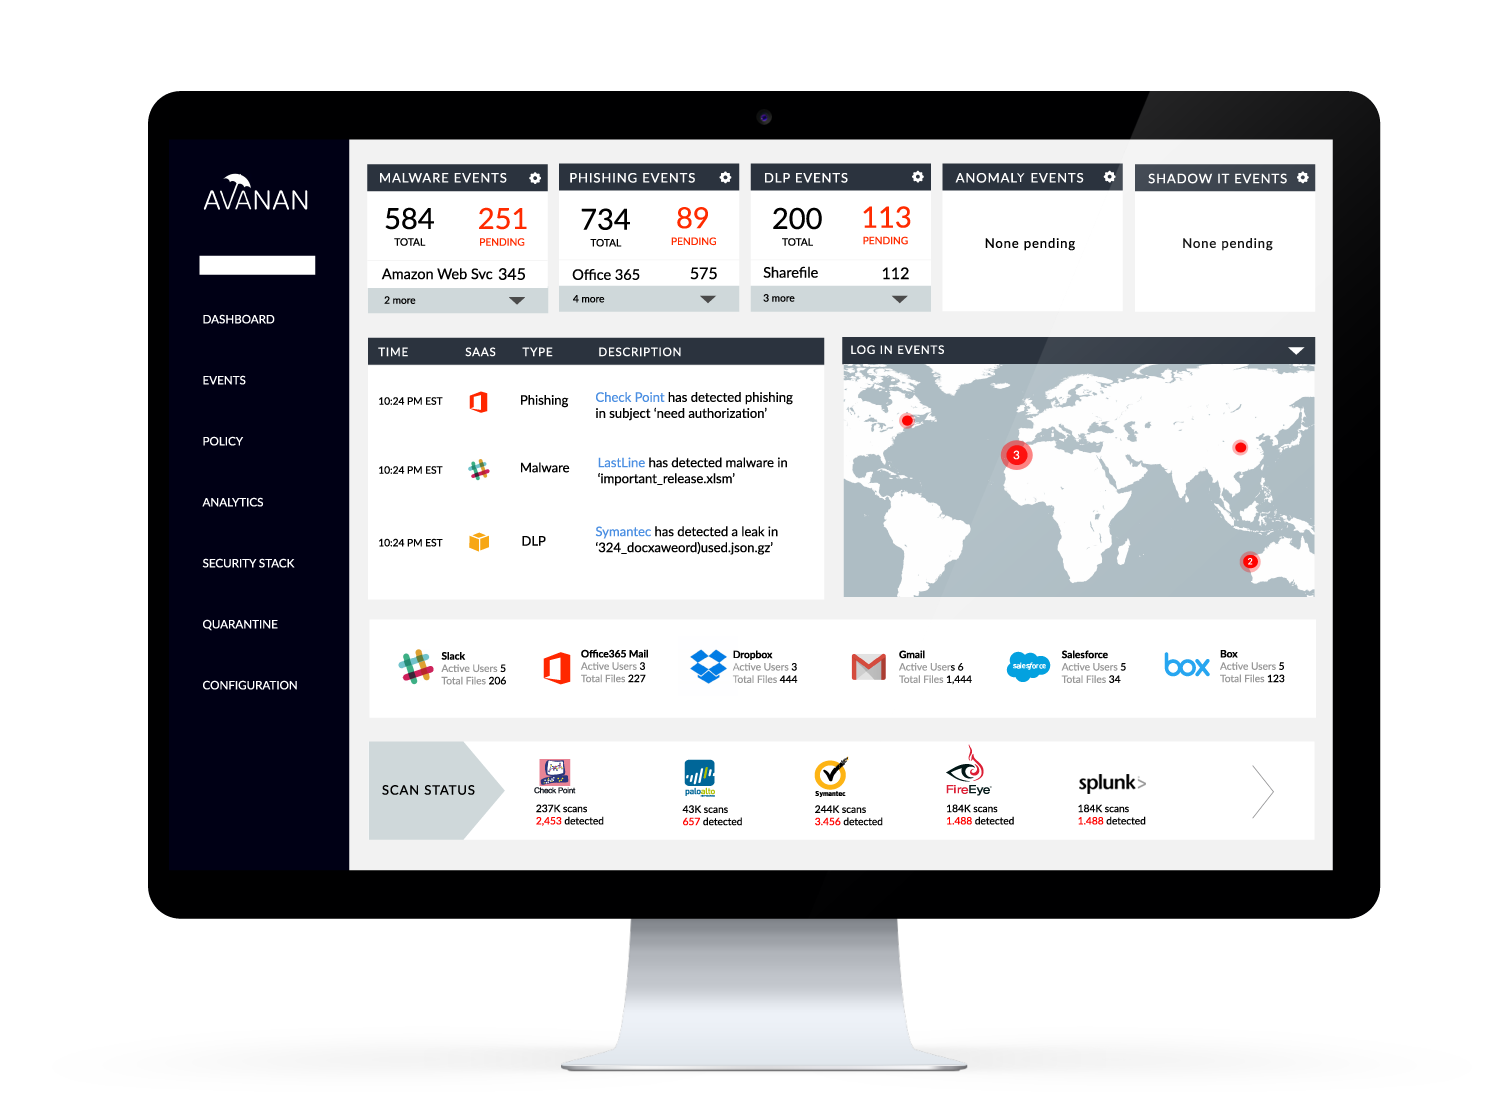 AVANAN
DASHBOARD
EVENTS
POLICY
ANALYTICS
SECURITY STACK
QUARANTINE
CONFIGURATION
MALWARE EVENTS
584 251
TOTAL PENDING
Amazon Web Svc 345
2 more
PHISHING EVENTS
734 89
TOTAL PENDING
Office 365 575
4 more
DLP EVENTS
200 113
TOTAL PENDING
Sharefile 112
3 more
ANOMALY EVENTS
None pending
SHADOW IT EVENTS
None pending
TIME SAAS TYPE DESCRIPTION
10:24 PM EST Phishing Check Point has detected phishing
in subject ‘need authorization’
10:24 PM EST Malware LastLine has detected malware in
‘important_release.xlsm’
10:24 PM EST DLP Symantec has detected a leak in
‘324_docxaweord)used.json.gz’
LOG IN EVENTS
3
2
Slack
Active Users 5
Total Files 206
Office365 Mail
Active Users 3
Total Files 227
Dropbox
Active Users 3
Total Files 444
Gmail
Active Users 6
Total Files 1,444
salesforce
Salesforce
Active Users 5
Total Files 34
box
Box
Active Users 5
Total Files 123
SCAN STATUS
Check Point
237K scans
2,453 detected
paloalto
43K scans
657 detected
Symantec
244K scans
3.456 detected
FireEye
184K scans
1.488 detected
splunk>
184K scans
1.488 detected